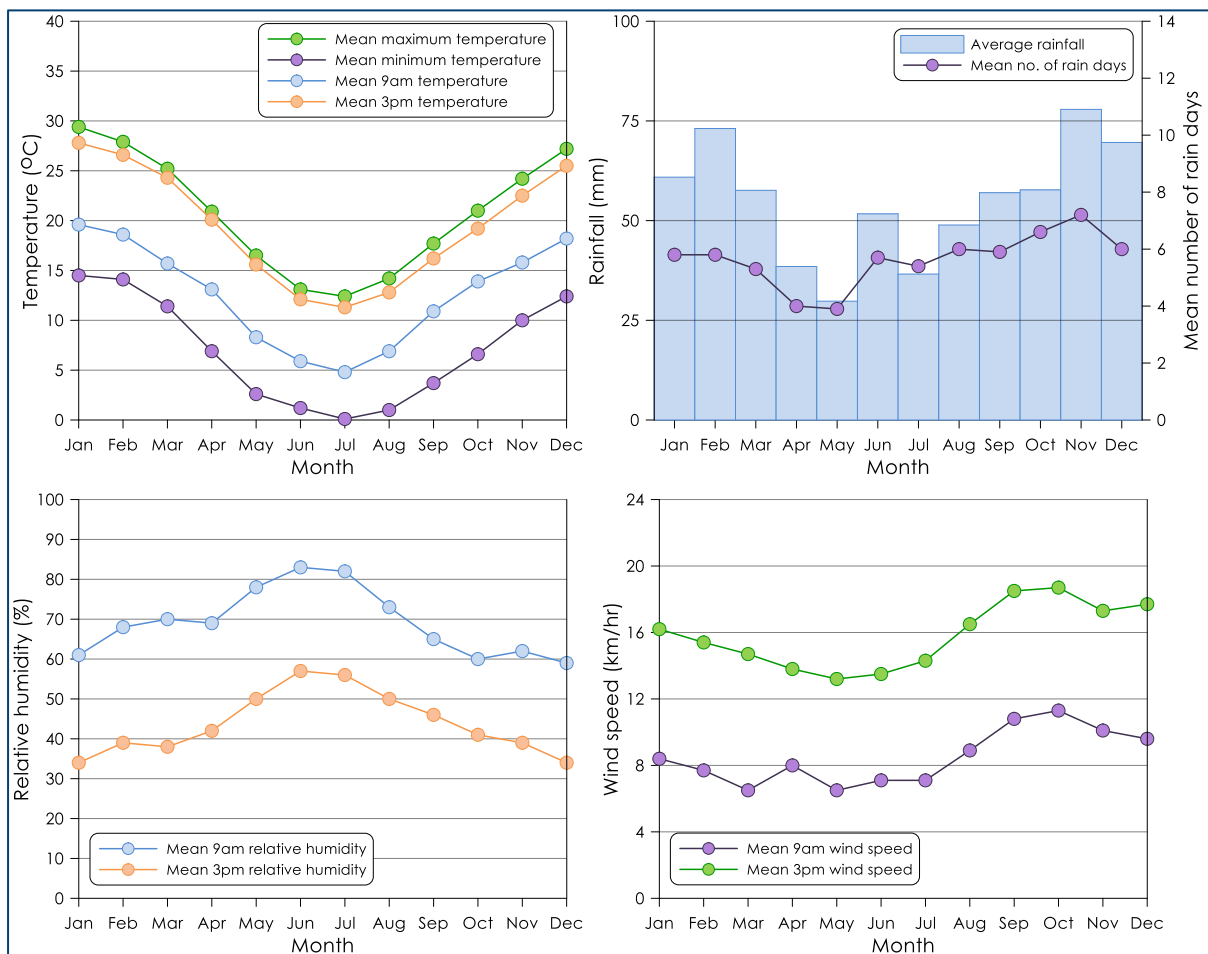 40
35
30
25
20
15
10
5
0
Temperature (ºC)
Mean maximum temperature
Mean minimum temperature
Mean 9am temperature
Mean 3pm temperature
Jan Feb Mar Apr May Jun Jul Aug Sep Oct Nov Dec
Month
100
75
50
25
0
Rainfall (mm)
Average rainfall
Mean no. of rain days
14
12
10
8
6
4
2
0
Mean number of rain days
Jan Feb Mar Apr May Jun Jul Aug Sep Oct Nov Dec
Month
100
90
80
70
60
50
40
30
20
10
0
Relative humidity (%)
Mean 9am relative humidity
Mean 3pm relative humidity
Jan Feb Mar Apr May Jun Jul Aug Sep Oct Nov Dec
Month
24
20
16
12
8
4
0
Wind speed (km/hr)
Mean 9am wind speed
Mean 3pm wind speed
Jan Feb Mar Apr May Jun Jul Aug Sep Oct Nov Dec
Month